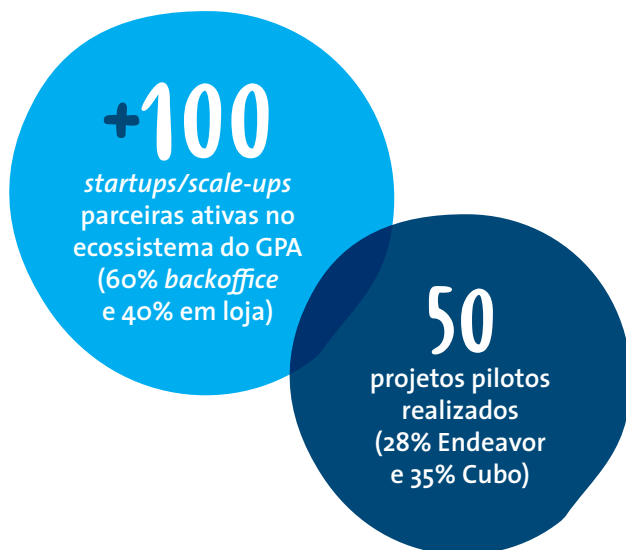 +100
startups/scale-ups
parceiras ativas no
ecossistema do GPA
(60% backoffice
e 40% em loja)
50
projetos pilotos
realizados
(28% Endeavor
e 35% Cubo)